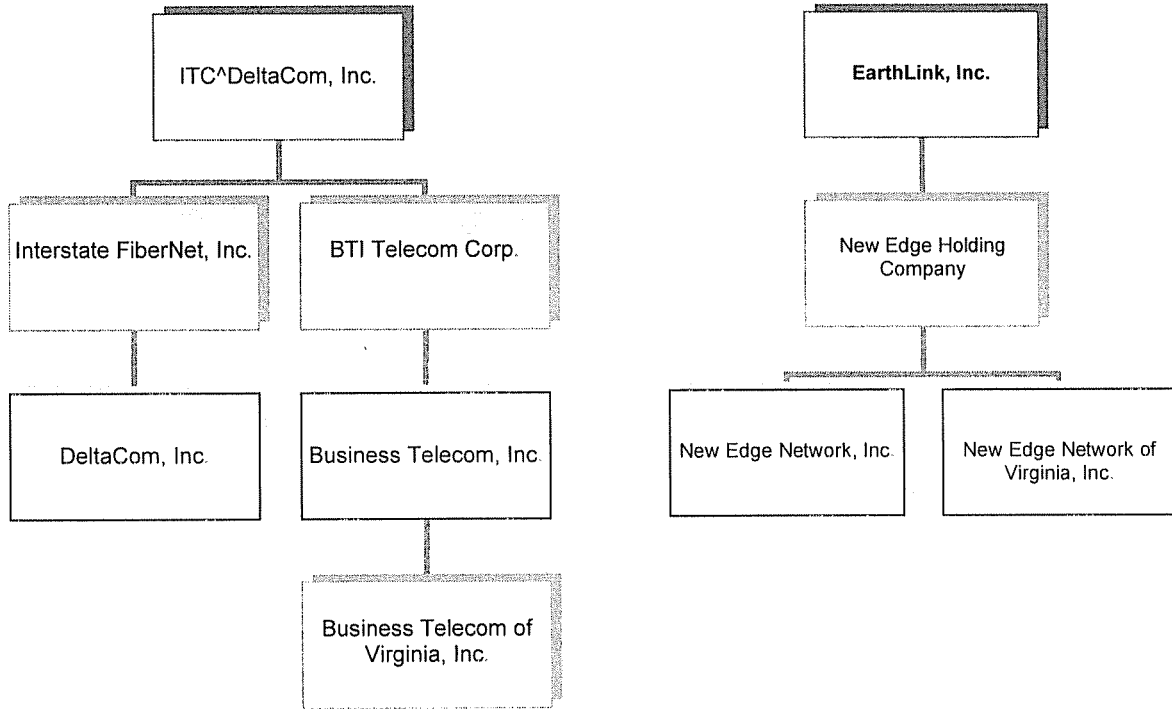 ITC^DeltaCom, Inc.
EarthLink, Inc.
Interstate FiberNet, Inc.
BTI Telecom Corp.
New Edge Holding
Company
DeltaCom, Inc.
Business Telecom, Inc.
New Edge Network, Inc.
New Edge Network of
Virginia, Inc.
Business Telecom of
Virginia, Inc.